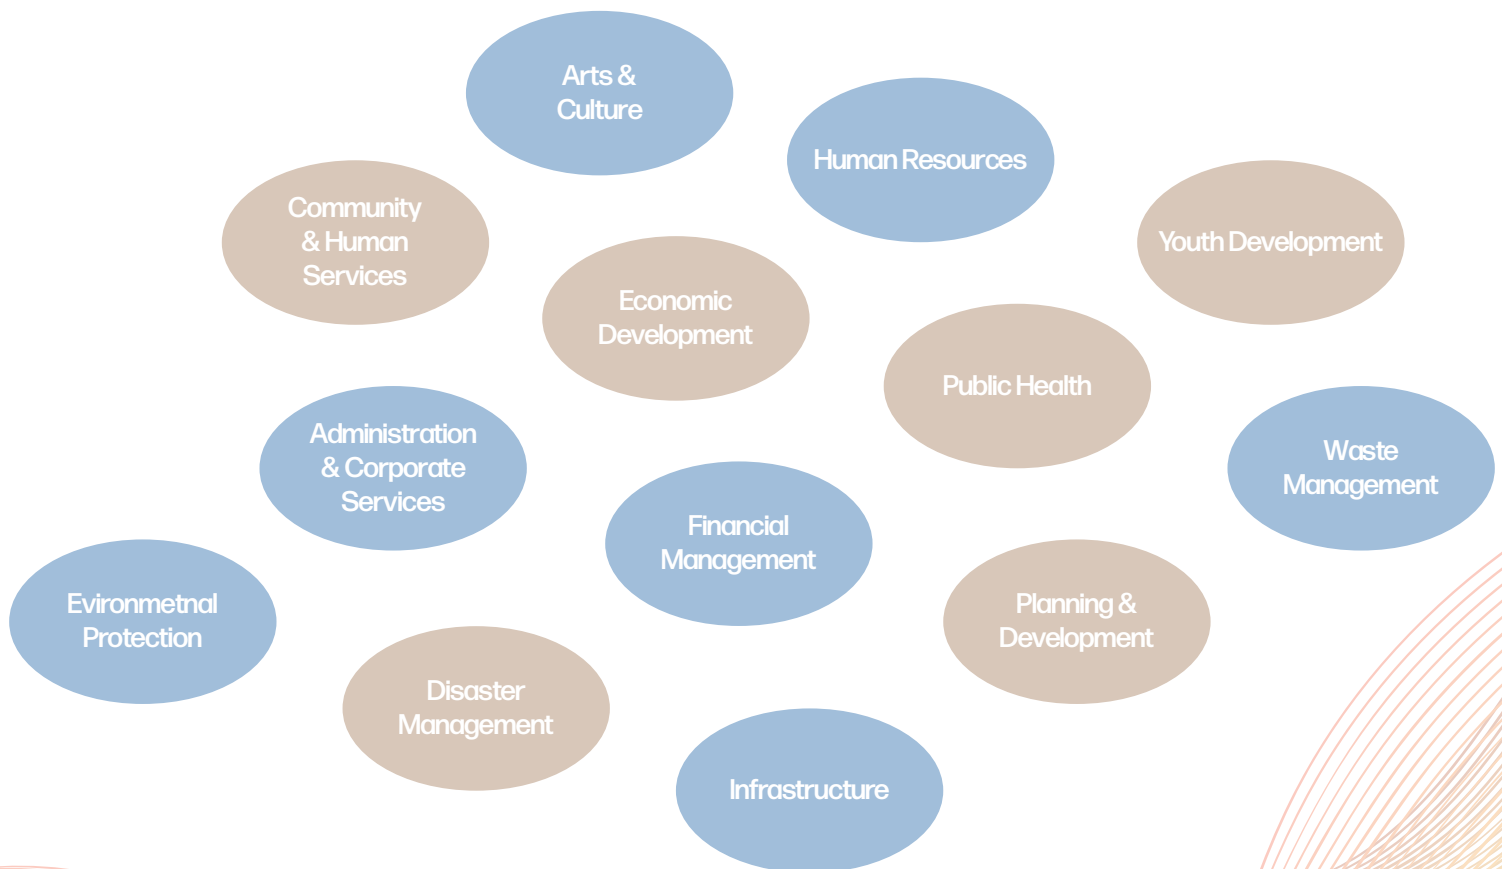 Arts &
Culture
Human Resources
Community
& Human
Services
Youth Development
Economic
Development
Public Health
Administration
& Corporate
Services
Waste
Management
Financial
Management
Evironmetnal
Protection
Planning &
Development
Disaster
Management
Infrastructure